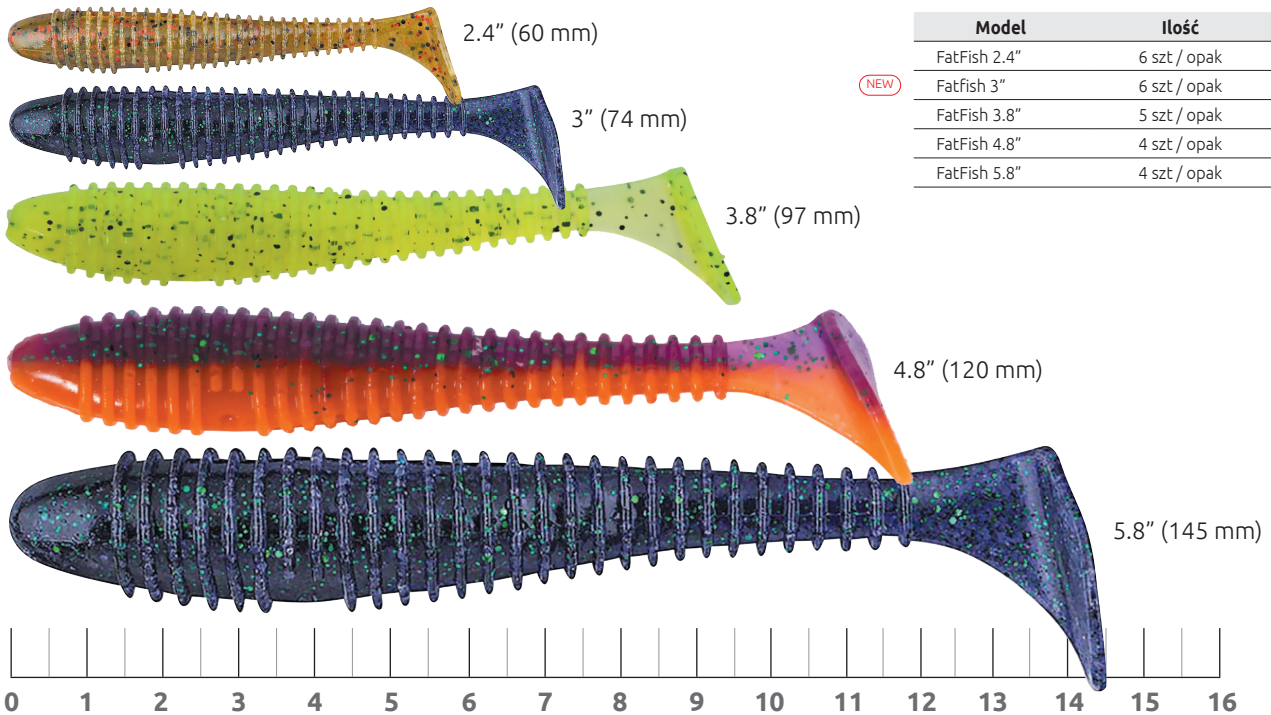 2.4” (60 mm)
3” (74 mm)
3.8” (97 mm)
4.8” (120 mm)
5.8” (145 mm)
Model Ilość
FatFish 2.4” 6 szt / opak
NEW Fatfish 3” 6 szt / opak
FatFish 3.8” 5 szt / opak
FatFish 4.8” 4 szt / opak
FatFish 5.8” 4 szt / opak
0 1 2 3 4 5 6 7 8 9 10 11 12 13 14 15 16